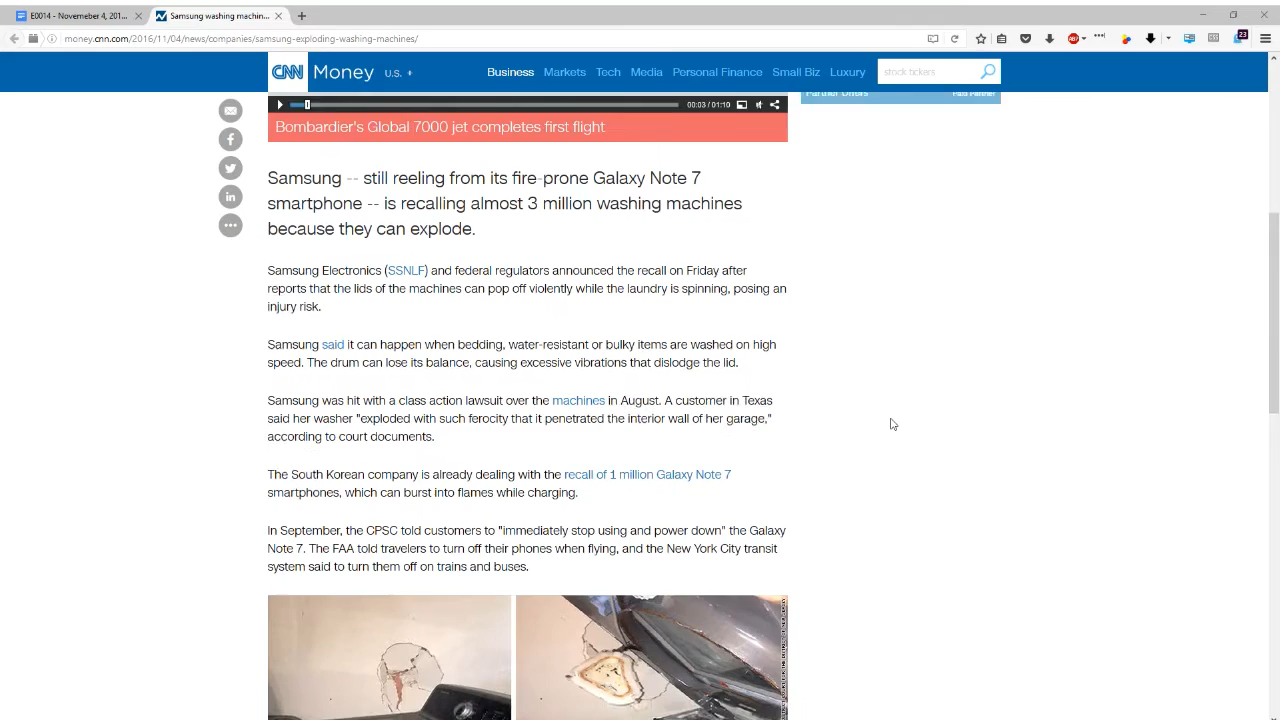 E0014 - Novemeber 4, 201...
Samsung washing machin...
money.cnn.com/2016/11/04/news/companies/samsung-exploding-washing-machines/
ABP
23
CNN Money U.S. +
Business Markets Tech Media Personal Finance Small Biz Luxury
stock tickers
Partner Offers
Paid Partner
00:03 / 01:10
Bombardier's Global 7000 jet completes first flight
Samsung -- still reeling from its fire-prone Galaxy Note 7
smartphone -- is recalling almost 3 million washing machines
because they can explode.
Samsung Electronics (SSNLF) and federal regulators announced the recall on Friday after
reports that the lids of the machines can pop off violently while the laundry is spinning, posing an
injury risk.
Samsung said it can happen when bedding, water-resistant or bulky items are washed on high
speed. The drum can lose its balance, causing excessive vibrations that dislodge the lid.
Samsung was hit with a class action lawsuit over the machines in August. A customer in Texas
said her washer "exploded with such ferocity that it penetrated the interior wall of her garage,"
according to court documents.
The South Korean company is already dealing with the recall of 1 million Galaxy Note 7
smartphones, which can burst into flames while charging.
In September, the CPSC told customers to "immediately stop using and power down" the Galaxy
Note 7. The FAA told travelers to turn off their phones when flying, and the New York City transit
system said to turn them off on trains and buses.